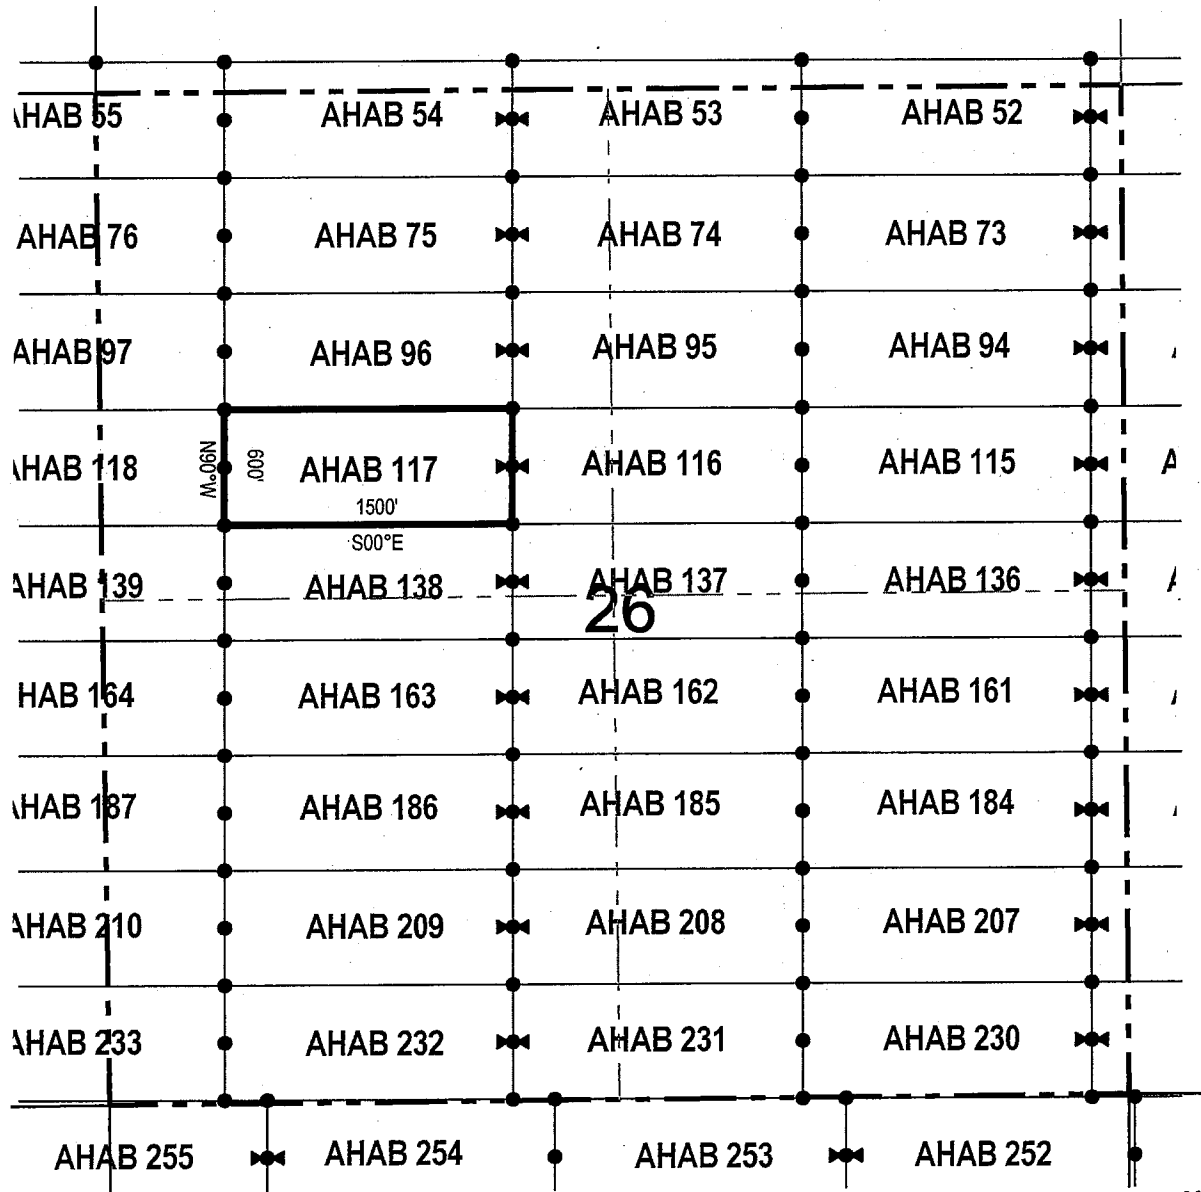 AHAB 55 AHAB 54 AHAB 53 AHAB 52
AHAB 76 AHAB 75 AHAB 74 AHAB 73
AHAB 97 AHAB 96 AHAB 95 AHAB 94
AHAB 118 N90°W 600' AHAB 117 AHAB 116 AHAB 115 A
1500'
S00°E
AHAB 139 AHAB 138 AHAB 137 AHAB 136
26
HAB 164 AHAB 163 AHAB 162 AHAB 161
AHAB 187 AHAB 186 AHAB 185 AHAB 184
AHAB 210 AHAB 209 AHAB 208 AHAB 207
AHAB 233 AHAB 232 AHAB 231 AHAB 230
AHAB 255 AHAB 254 AHAB 253 AHAB 252